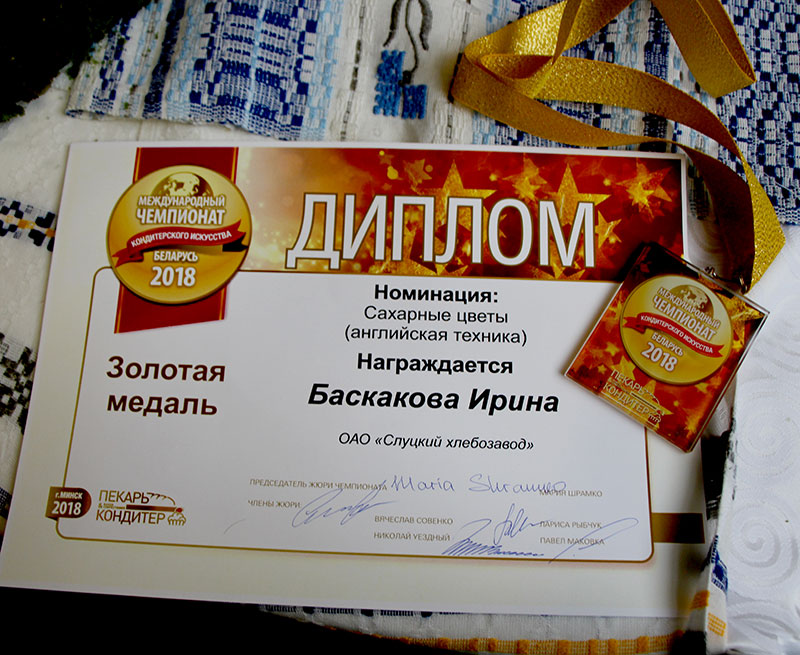 МЕЖДУНАРОДНЫЙ
ЧЕМПИОНАТ
КОНДИТЕРСКОГО ИСКУССТВА
БЕЛАРУСЬ
2018
ДИПЛОМ
Номинация:
Сахарные цветы
(английская техника)
Награждается
Баскакова Ирина
ОАО «Слуцкий хлебозавод»
Золотая
медаль
ПРЕДСЕДАТЕЛЬ ЖЮРИ ЧЕМПИОНАТА Maria Shramko МАРИЯ ШРАМКО
ЧЛЕНЫ ЖЮРИ
ВЯЧЕСЛАВ СОВЕНКО ЛАРИСА РЫБЧУК
НИКОЛАЙ УЕЗДНЫЙ ПАВЕЛ МАКОВКА
г.МИНСК
2018
ПЕКАРЬ
КОНДИТЕР
МЕЖДУНАРОДНЫЙ
ЧЕМПИОНАТ
КОНДИТЕРСКОГО ИСКУССТВА
БЕЛАРУСЬ
2018
ПЕКАРЬ
КОНДИТЕР